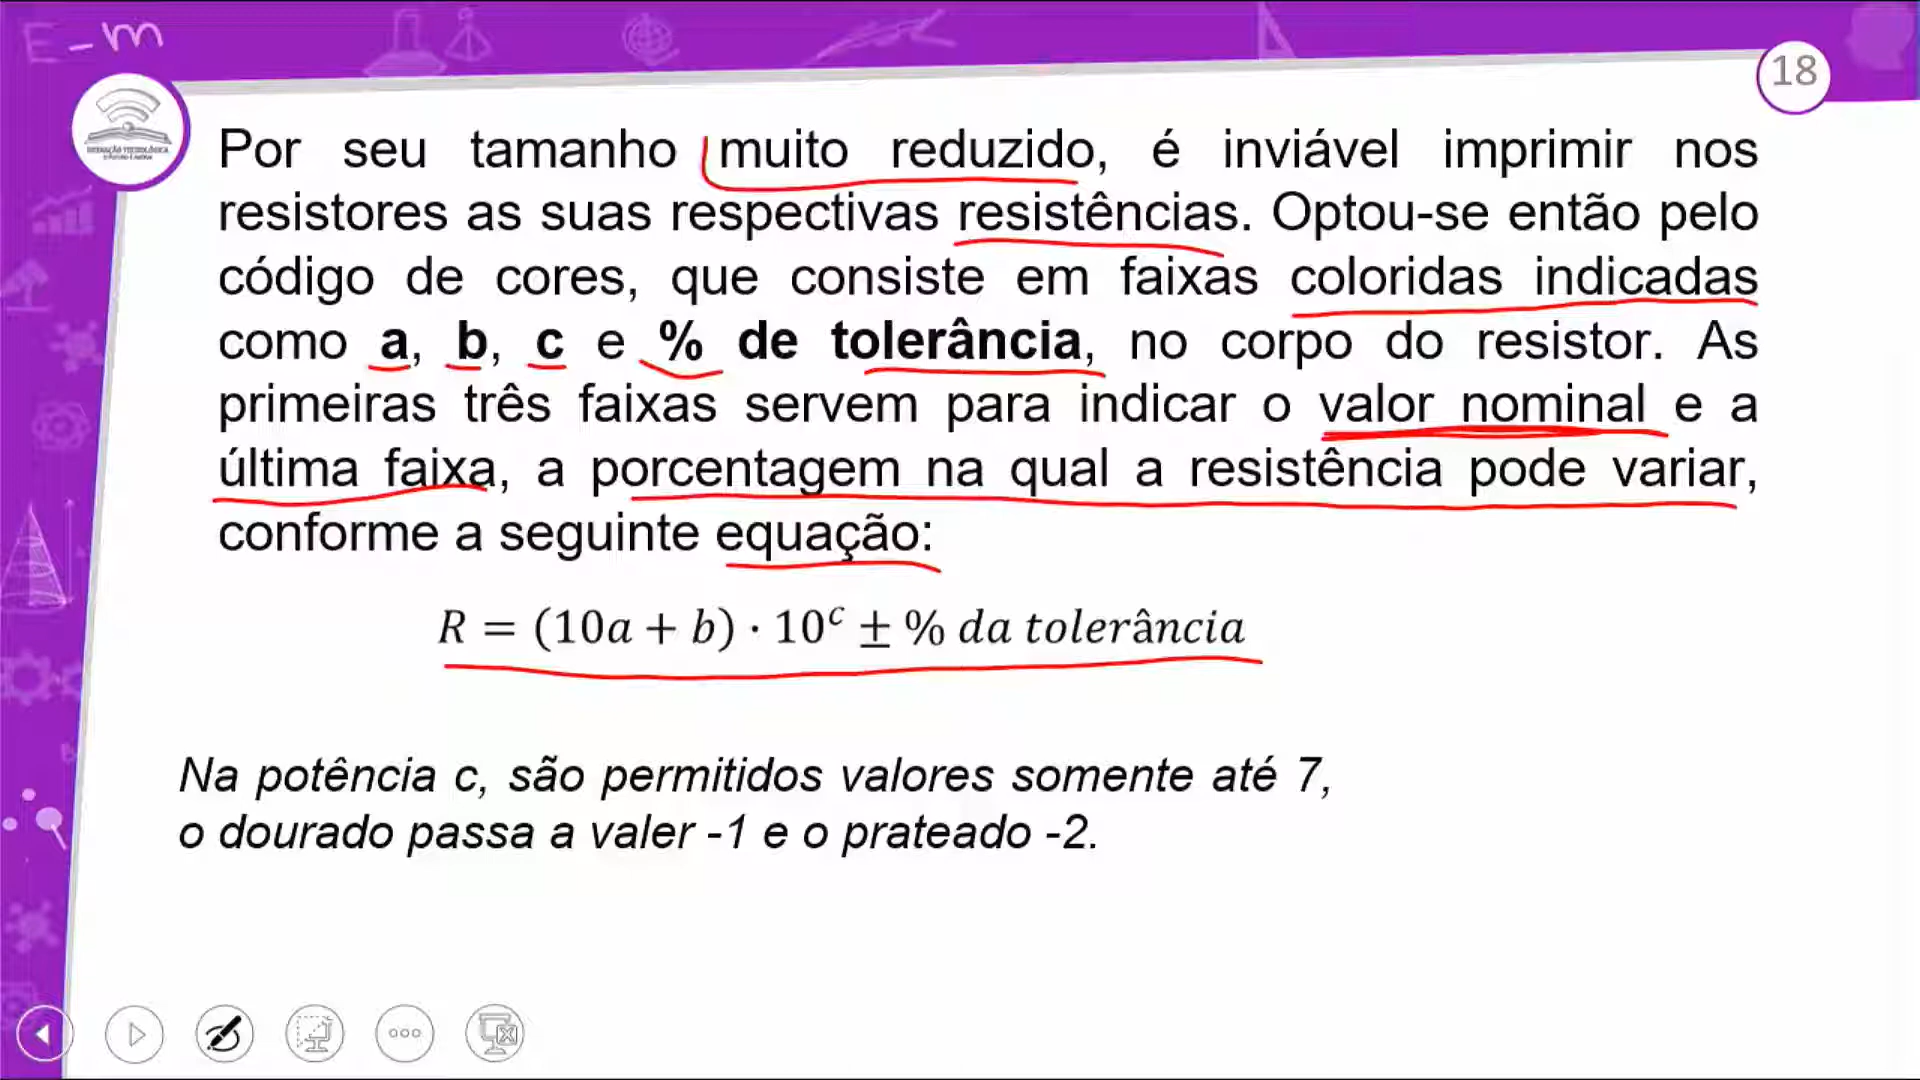 18
Por seu tamanho muito reduzido, é inviável imprimir nos
resistores as suas respectivas resistências. Optou-se então pelo
código de cores, que consiste em faixas coloridas indicadas
como a, b, c e % de tolerância, no corpo do resistor. As
primeiras três faixas servem para indicar o valor nominal e a
última faixa, a porcentagem na qual a resistência pode variar,
conforme a seguinte equação:
R = (10a + b) · 10ᶜ ± % da tolerância
Na potência c, são permitidos valores somente até 7,
o dourado passa a valer -1 e o prateado -2.